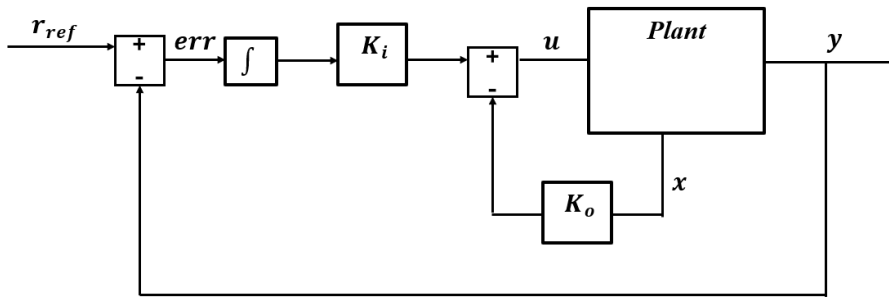 r_ref
+
-
err
∫
K_i
+
-
u
Plant
y
x
K_o